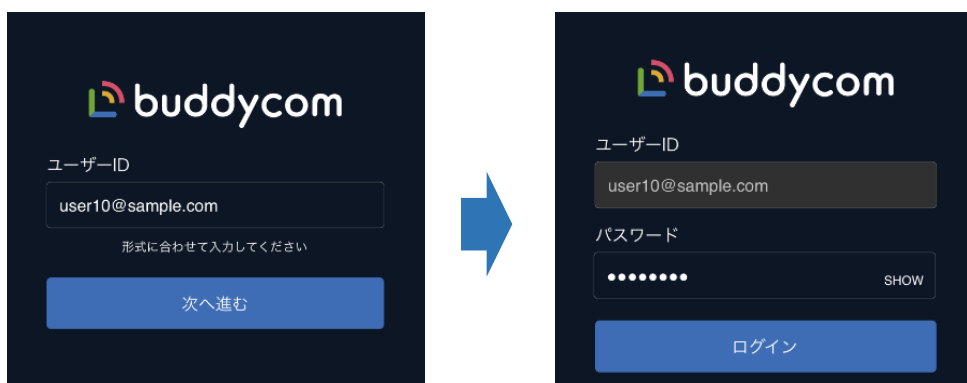 buddycom
ユーザーID
user10@sample.com
形式に合わせて入力してください
次へ進む
buddycom
ユーザーID
user10@sample.com
パスワード
●●●●●●●● SHOW
ログイン